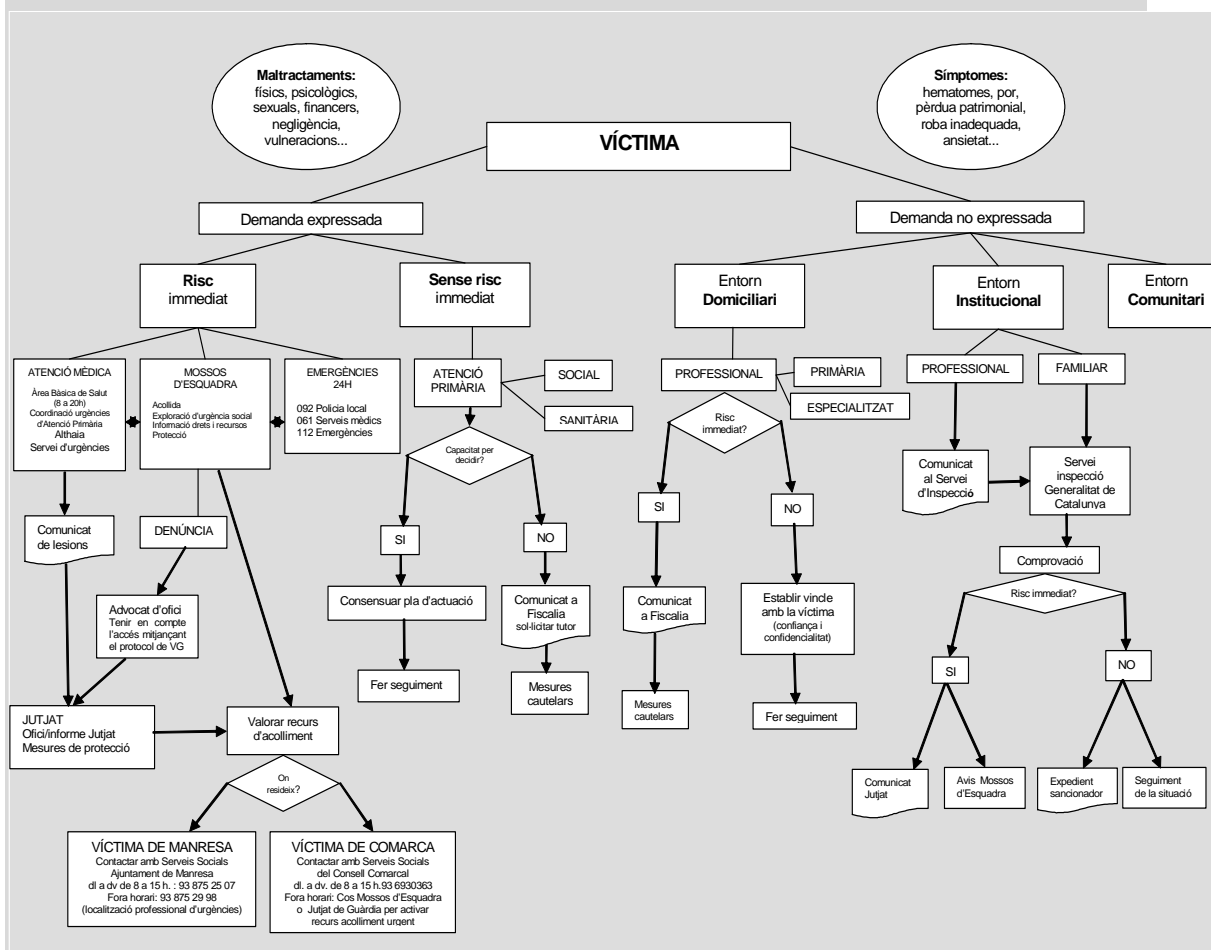 Maltractaments:
físics, psicològics,
sexuals, financers,
negligència,
vulneracions...
Símptomes:
hematomes, por,
pèrdua patrimonial,
roba inadequada,
ansietat...
VÍCTIMA
Demanda expressada
Demanda no expressada
Risc
immediat
Sense risc
immediat
Entorn
Domiciliari
Entorn
Institucional
Entorn
Comunitari
ATENCIÓ MÈDICA
Àrea Bàsica de Salut
(8 a 20h)
Coordinació urgències
d'Atenció Primària
Althaia
Servei d'urgències
MOSSOS
D'ESQUADRA
Acollida
Exploració d'urgència social
Informació drets i recursos
Protecció
EMERGÈNCIES
24H
092 Policia local
061 Serveis mèdics
112 Emergències
ATENCIÓ
PRIMÀRIA
SOCIAL
SANITÀRIA
PROFESSIONAL
PRIMÀRIA
ESPECIALITZAT
PROFESSIONAL
FAMILIAR
Capacitat per
decidir?
Risc
immediat?
Comunicat
al Servei
d'Inspecció
Servei
inspecció
Generalitat de
Catalunya
Comunicat
de lesions
DENÚNCIA
SI
NO
SI
NO
Comprovació
Risc immediat?
Advocat d'ofici
Tenir en compte
l'accés mitjançant
el protocol de VG
Consensuar pla d'actuació
Comunicat a
Fiscalia
sol·licitar tutor
Comunicat
a Fiscalia
Establir vincle
amb la víctima
(confiança i
confidencialitat)
SI
NO
Fer seguiment
Mesures
cautelars
Mesures
cautelars
Fer seguiment
JUTJAT
Ofici/informe Jutjat
Mesures de protecció
Valorar recurs
d'acolliment
On
resideix?
Comunicat
Jutjat
Avis Mossos
d'Esquadra
Expedient
sancionador
Seguiment
de la situació
VÍCTIMA DE MANRESA
Contactar amb Serveis Socials
Ajuntament de Manresa
dl a dv de 8 a 15 h. : 93 875 25 07
Fora horari: 93 875 29 98
(localització professional d'urgències)
VÍCTIMA DE COMARCA
Contactar amb Serveis Socials
del Consell Comarcal
dl. a dv. de 8 a 15 h.93 6930363
Fora horari: Cos Mossos d'Esquadra
o Jutjat de Guàrdia per activar
recurs acolliment urgent